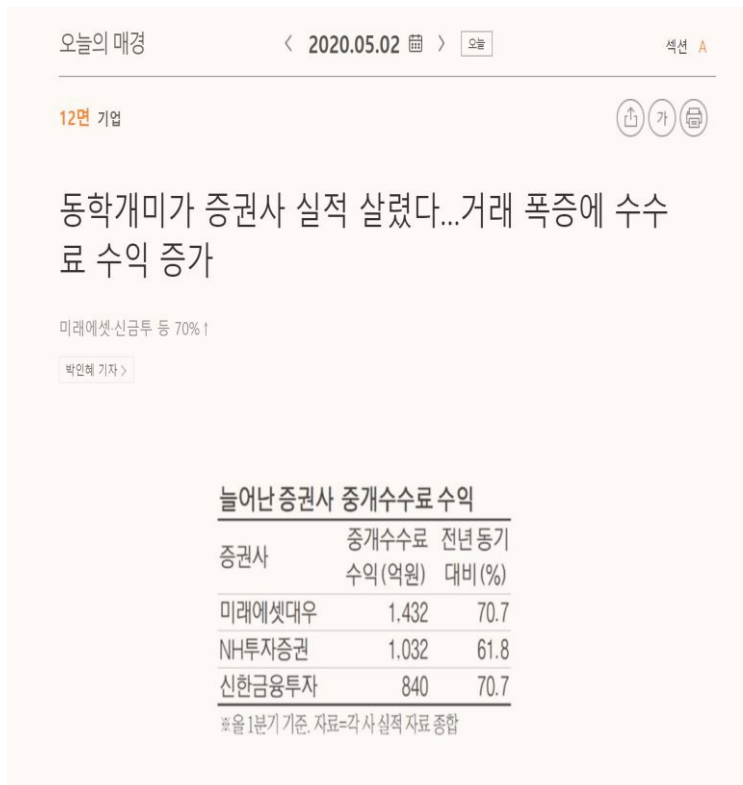 오늘의 매경
〈 2020.05.02 〉 오늘
섹션 A
12면 기업
가
동학개미가 증권사 실적 살렸다...거래 폭증에 수수
료 수익 증가
미래에셋·신금투 등 70%↑
박인혜 기자 〉
늘어난 증권사 중개수수료 수익
증권사 중개수수료 수익(억원) 전년 동기 대비(%)
미래에셋대우 1,432 70.7
NH투자증권 1,032 61.8
신한금융투자 840 70.7
※올 1분기 기준. 자료=각 사 실적 자료 종합